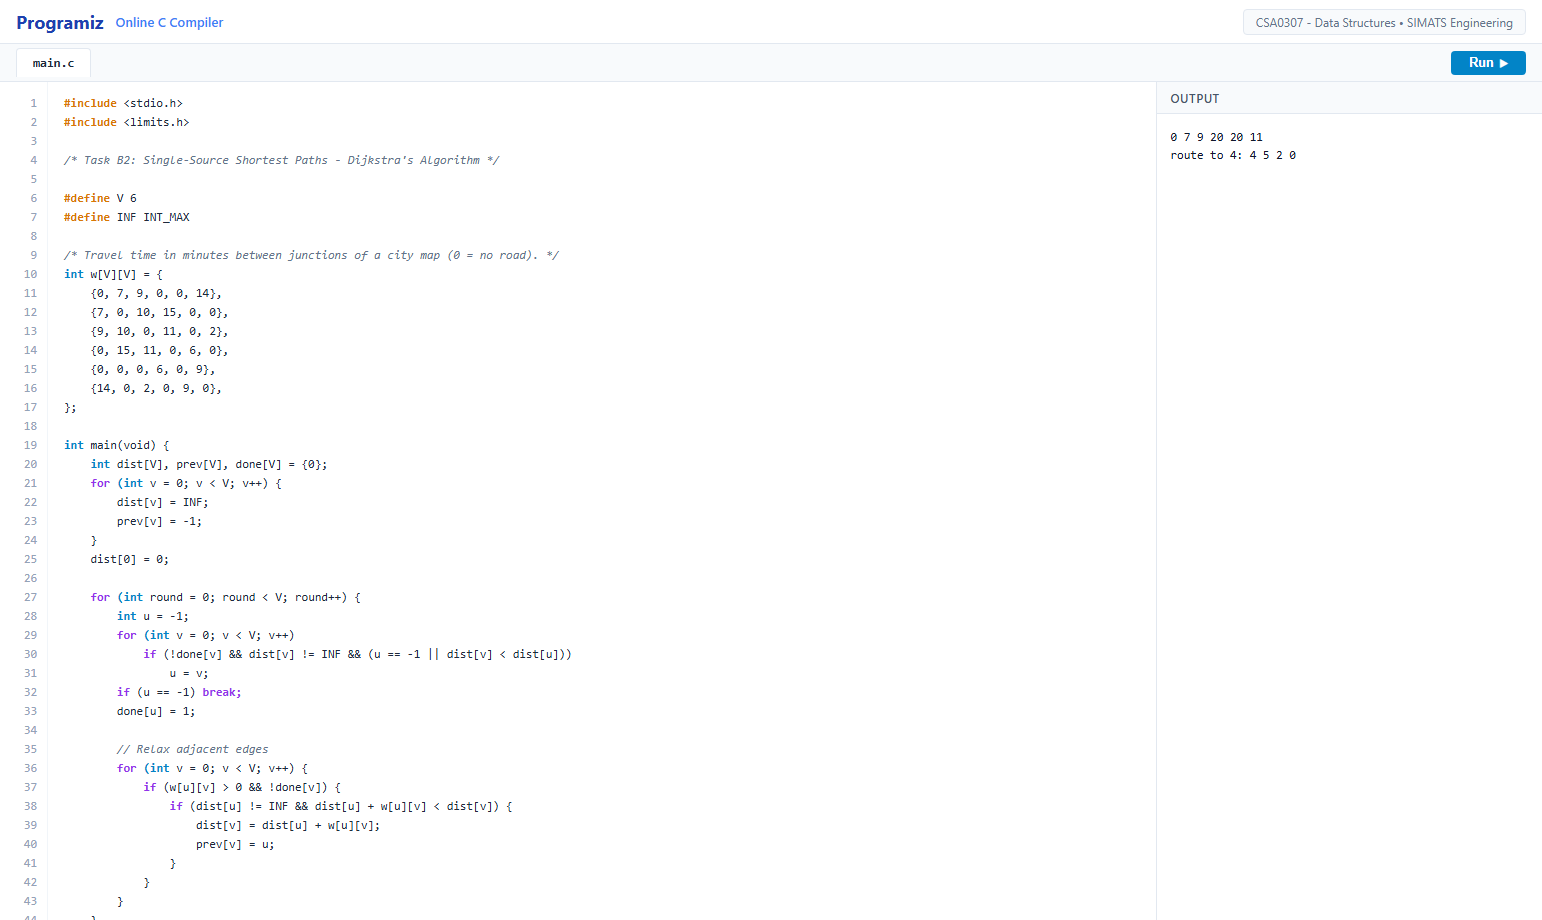 Programiz Online C Compiler
CSA0307 - Data Structures • SIMATS Engineering
main.c
Run ▶
1 #include <stdio.h>
2 #include <limits.h>
3
4 /* Task B2: Single-Source Shortest Paths - Dijkstra's Algorithm */
5
6 #define V 6
7 #define INF INT_MAX
8
9 /* Travel time in minutes between junctions of a city map (0 = no road). */
10 int w[V][V] = {
11     {0, 7, 9, 0, 0, 14},
12     {7, 0, 10, 15, 0, 0},
13     {9, 10, 0, 11, 0, 2},
14     {0, 15, 11, 0, 6, 0},
15     {0, 0, 0, 6, 0, 9},
16     {14, 0, 2, 0, 9, 0},
17 };
18
19 int main(void) {
20     int dist[V], prev[V], done[V] = {0};
21     for (int v = 0; v < V; v++) {
22         dist[v] = INF;
23         prev[v] = -1;
24     }
25     dist[0] = 0;
26
27     for (int round = 0; round < V; round++) {
28         int u = -1;
29         for (int v = 0; v < V; v++)
30             if (!done[v] && dist[v] != INF && (u == -1 || dist[v] < dist[u]))
31                 u = v;
32         if (u == -1) break;
33         done[u] = 1;
34
35         // Relax adjacent edges
36         for (int v = 0; v < V; v++) {
37             if (w[u][v] > 0 && !done[v]) {
38                 if (dist[u] != INF && dist[u] + w[u][v] < dist[v]) {
39                     dist[v] = dist[u] + w[u][v];
40                     prev[v] = u;
41                 }
42             }
43         }
44     }
OUTPUT
0 7 9 20 20 11
route to 4: 4 5 2 0